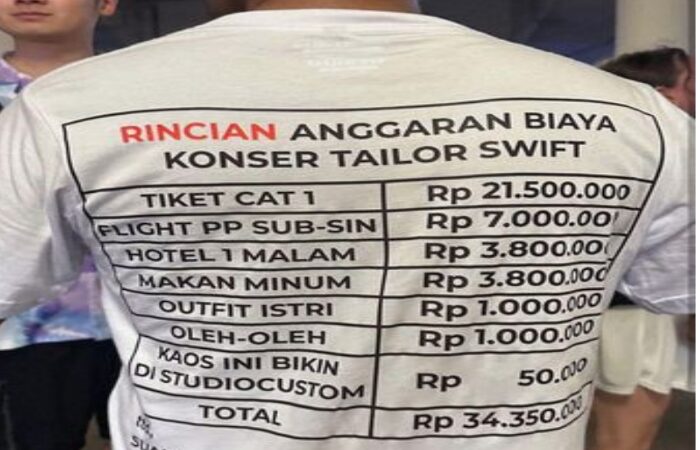 RINCIAN ANGGARAN BIAYA
KONSER TAILOR SWIFT
TIKET CAT 1 Rp 21.500.000
FLIGHT PP SUB-SIN Rp 7.000.00
HOTEL 1 MALAM Rp 3.800.000
MAKAN MINUM Rp 3.800.000
OUTFIT ISTRI Rp 1.000.000
OLEH-OLEH Rp 1.000.000
KAOS INI BIKIN
DI STUDIOCUSTOM Rp 50.000
TOTAL Rp 34.350.000